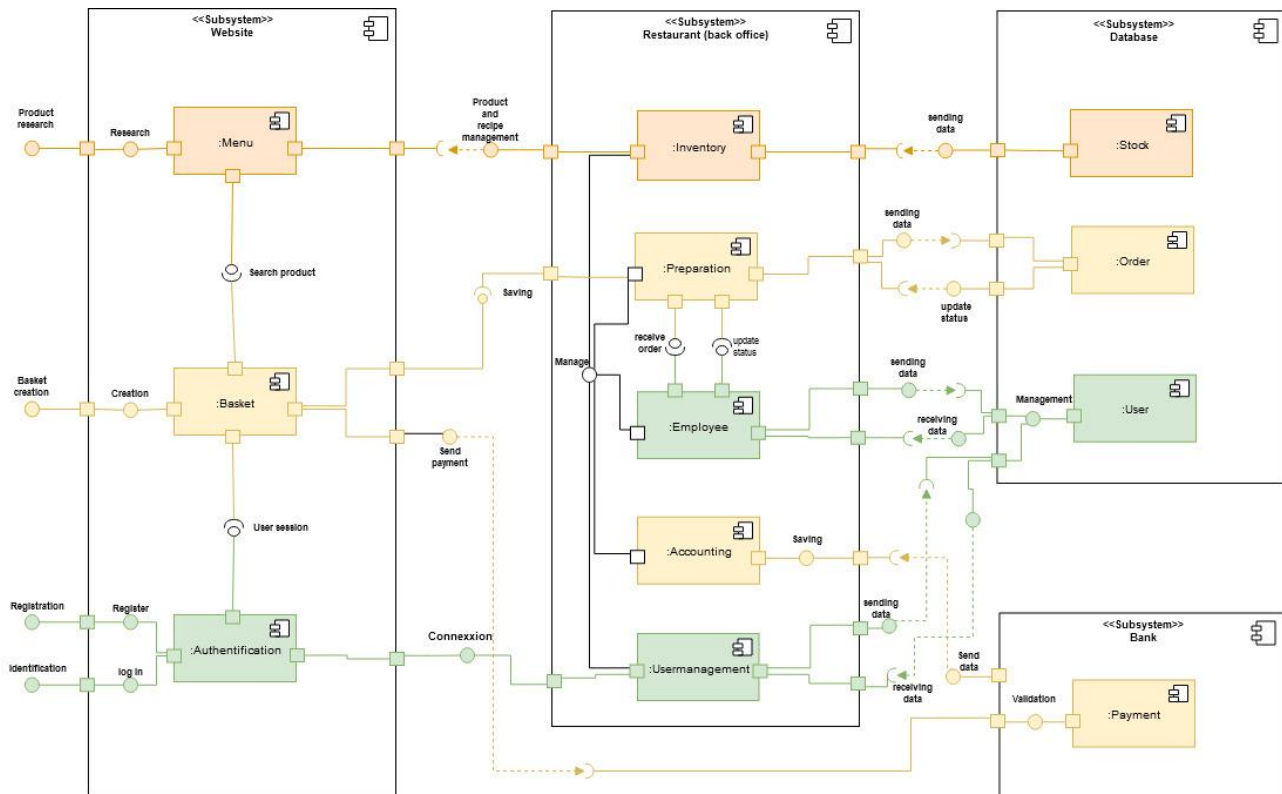 <<Subsystem>>
Website
<<Subsystem>>
Restaurant (back office)
<<Subsystem>>
Database
Product
research
Research
:Menu
Product
and
recipe
management
:Inventory
sending
data
:Stock
Search product
Saving
:Preparation
sending
data
:Order
update
status
receive
order
update
status
Manage
Basket
creation
Creation
:Basket
Send
payment
:Employee
sending
data
receiving
data
Management
:User
User session
:Accounting
Saving
Registration
Register
Identification
log in
:Authentification
Connexxion
:Usermanagement
sending
data
receiving
data
Send
data
<<Subsystem>>
Bank
Validation
:Payment